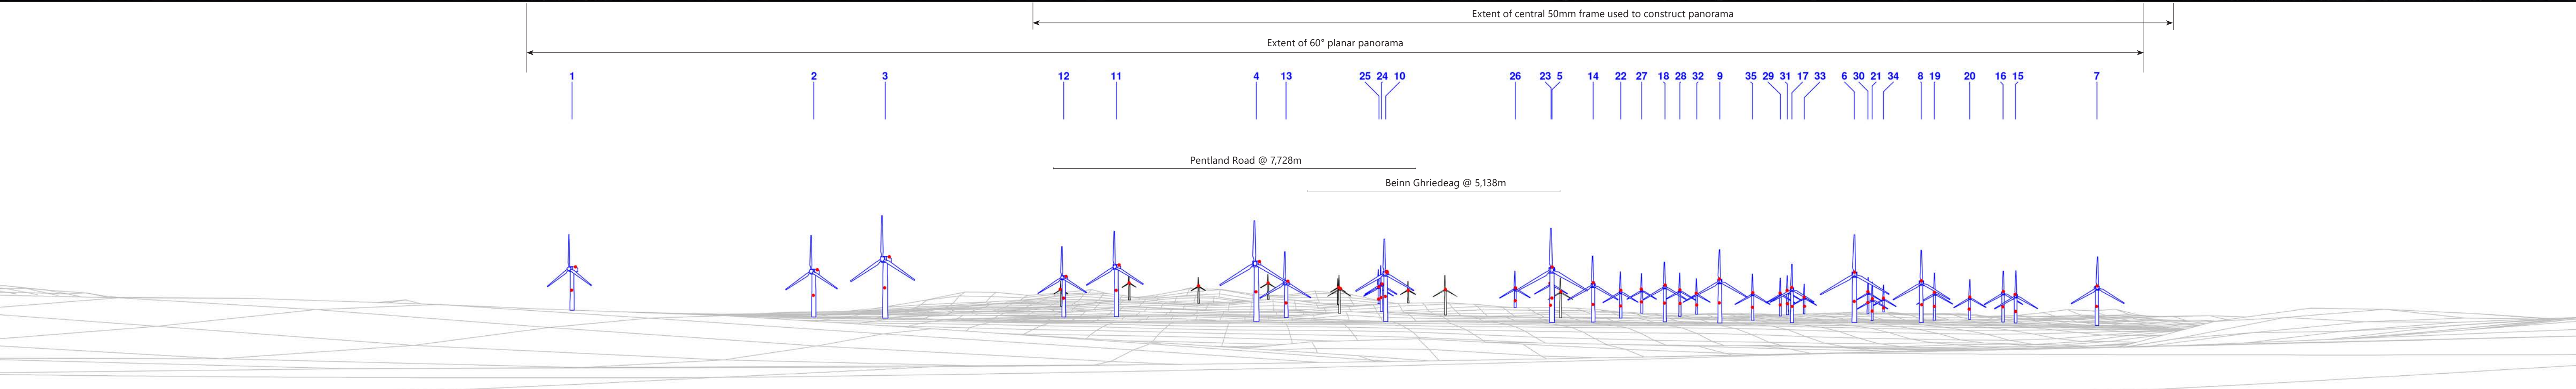 Extent of central 50mm frame used to construct panorama
Extent of 60° planar panorama
1 2 3 12 11 4 13 25 24 10 26 23 5 14 22 27 18 28 32 9 35 29 31 17 33 6 30 21 34 8 19 20 16 15 7
Pentland Road @ 7,728m
Beinn Ghriedeag @ 5,138m